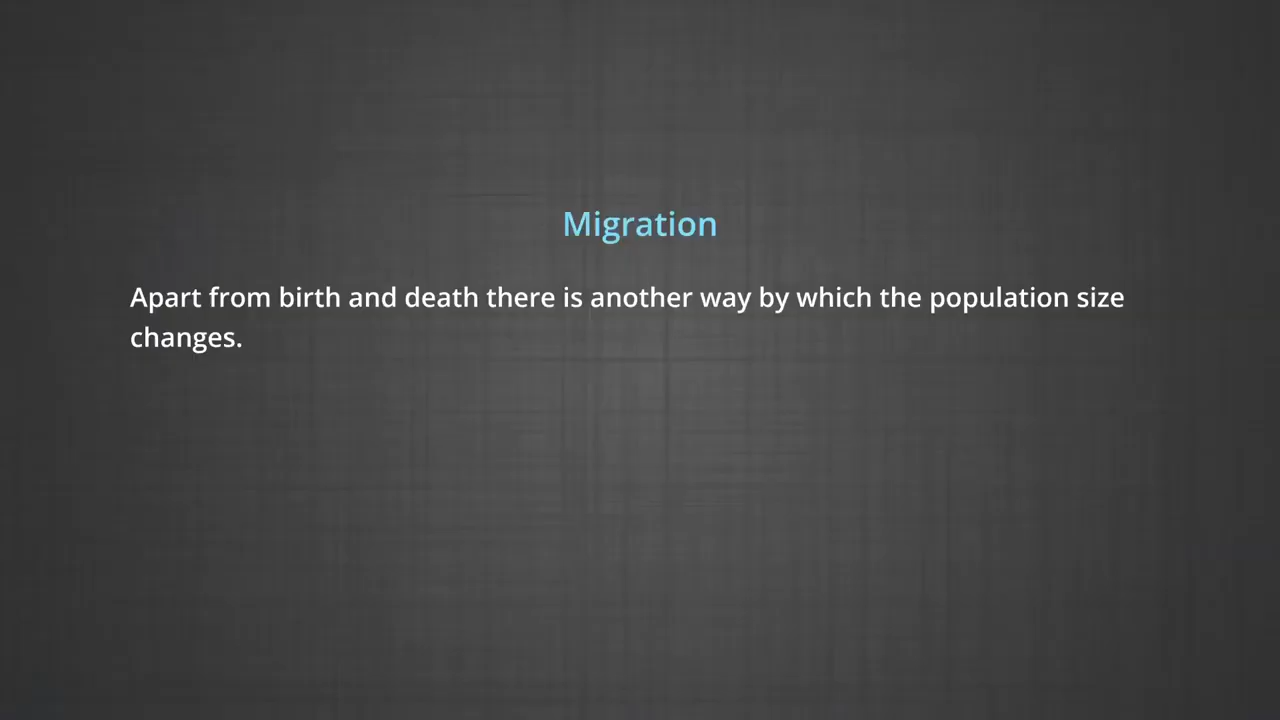 Migration
Apart from birth and death there is another way by which the population size
changes.